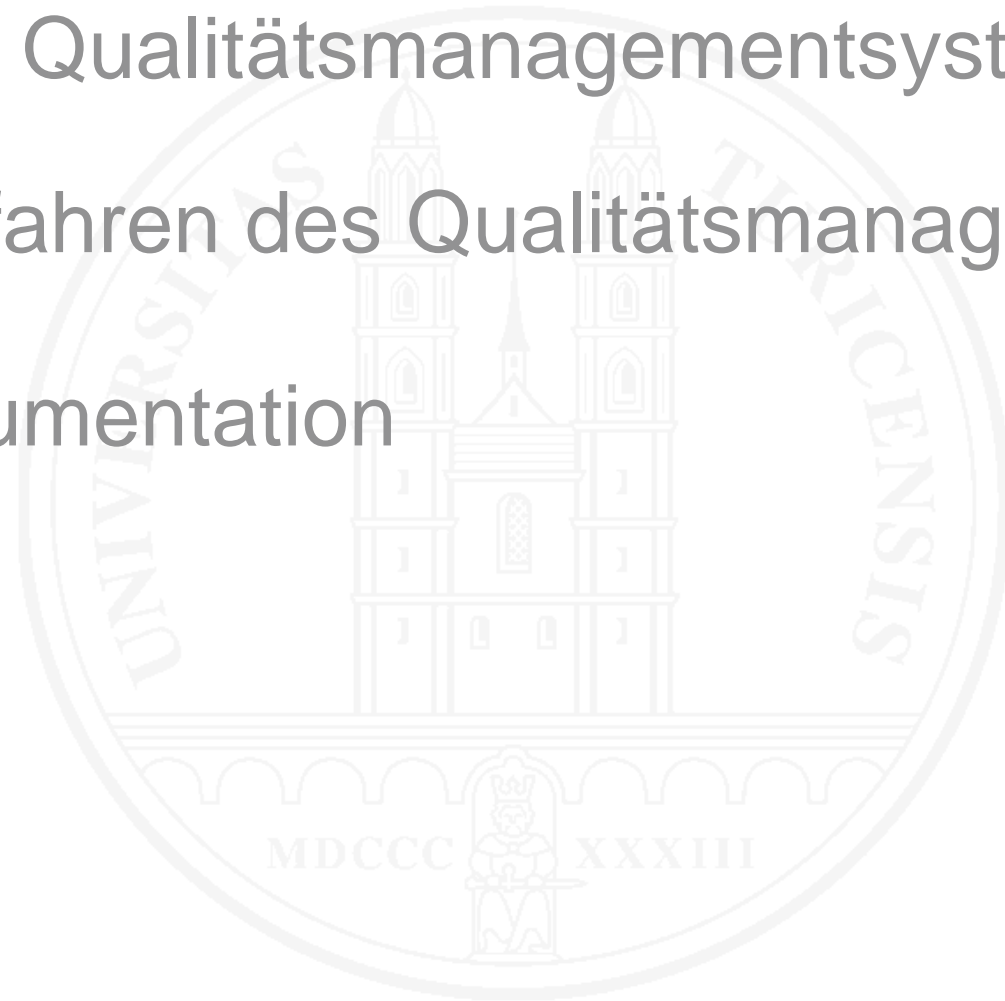 Qualitätsmanagementsyst
fahren des Qualitätsmanag
umentation
UNIVERSITAS TURICENSIS
MDCCC XXXIII